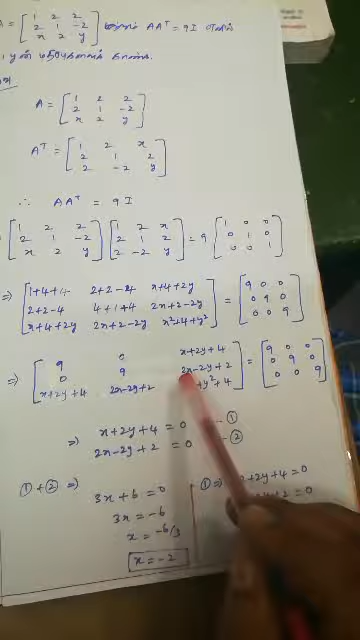 A = [1 2 2
2 1 -2
x 2 y] மற்றும் AAᵀ = 9I எனில்
A = [1 2 2
2 1 -2
x 2 y]
Aᵀ = [1 2 x
2 1 2
2 -2 y]
∴ AAᵀ = 9I
[1 2 2
2 1 -2
x 2 y] [1 2 x
2 1 2
2 -2 y] = 9 [1 0 0
0 1 0
0 0 1]
⇒ [1+4+4 2+2-4 x+4+2y
2+2-4 4+1+4 2x+2-2y
x+4+2y 2x+2-2y x²+4+y²] = [9 0 0
0 9 0
0 0 9]
⇒ [9 0 x+2y+4
0 9 2x-2y+2
x+2y+4 2x-2y+2 +y²+4] = [9 0 0
0 9 0
0 0 9]
⇒ x+2y+4 = 0 - ①
2x-2y+2 = 0 - ②
①+② ⇒ 3x+6 = 0
3x = -6
x = -6/3
x = -2
① ⇒ +2y+4=0
+2 = 0